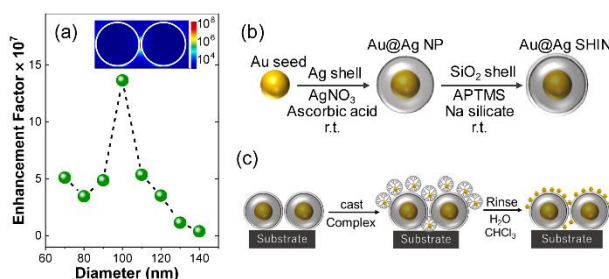 (a)
10⁸
10⁶
10⁴
Enhancement Factor × 10⁷
15
10
5
0
60 80 100 120 140
Diameter (nm)
(b)
Au seed
Ag shell
AgNO₃
Ascorbic acid
r.t.
Au@Ag NP
SiO₂ shell
APTMS
Na silicate
r.t.
Au@Ag SHIN
(c)
Substrate
cast
Complex
Substrate
Rinse
H₂O
CHCl₃
Substrate